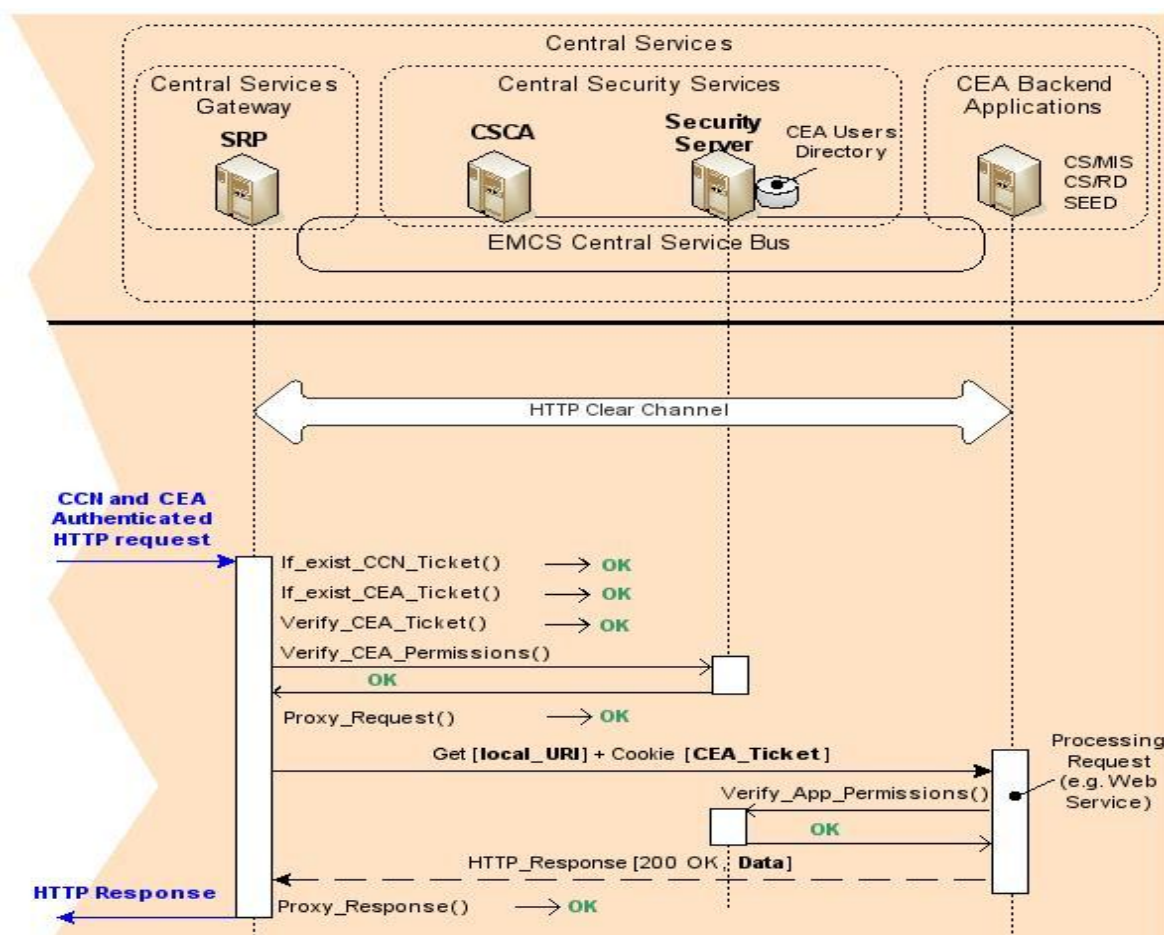 Central Services
Central Services
Gateway
SRP
Central Security Services
CSCA
Security
Server
CEA Users
Directory
CEA Backend
Applications
CS/MIS
CS/RD
SEED
EMCS Central Service Bus
HTTP Clear Channel
CCN and CEA
Authenticated
HTTP request
If_exist_CCN_Ticket() OK
If_exist_CEA_Ticket() OK
Verify_CEA_Ticket() OK
Verify_CEA_Permissions()
OK
Proxy_Request() OK
Get [local_URI] + Cookie [CEA_Ticket]
Processing
Request
(e.g. Web
Service)
Verify_App_Permissions()
OK
HTTP_Response [200 OK, Data]
HTTP Response
Proxy_Response() OK